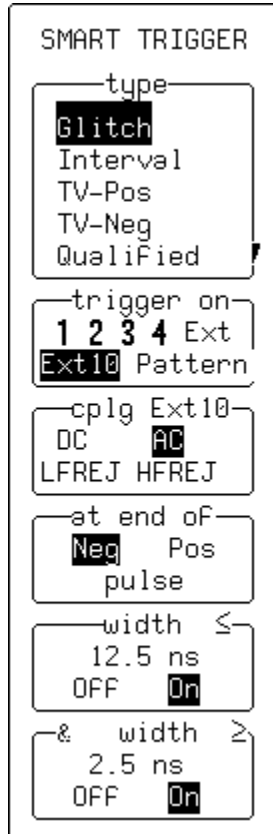 SMART TRIGGER
type
Glitch
Interval
TV-Pos
TV-Neg
Qualified
trigger on
1 2 3 4 Ext
Ext10 Pattern
cplg Ext10
DC AC
LFREJ HFREJ
at end of
Neg Pos
pulse
width ≤
12.5 ns
OFF On
& width ≥
2.5 ns
OFF On